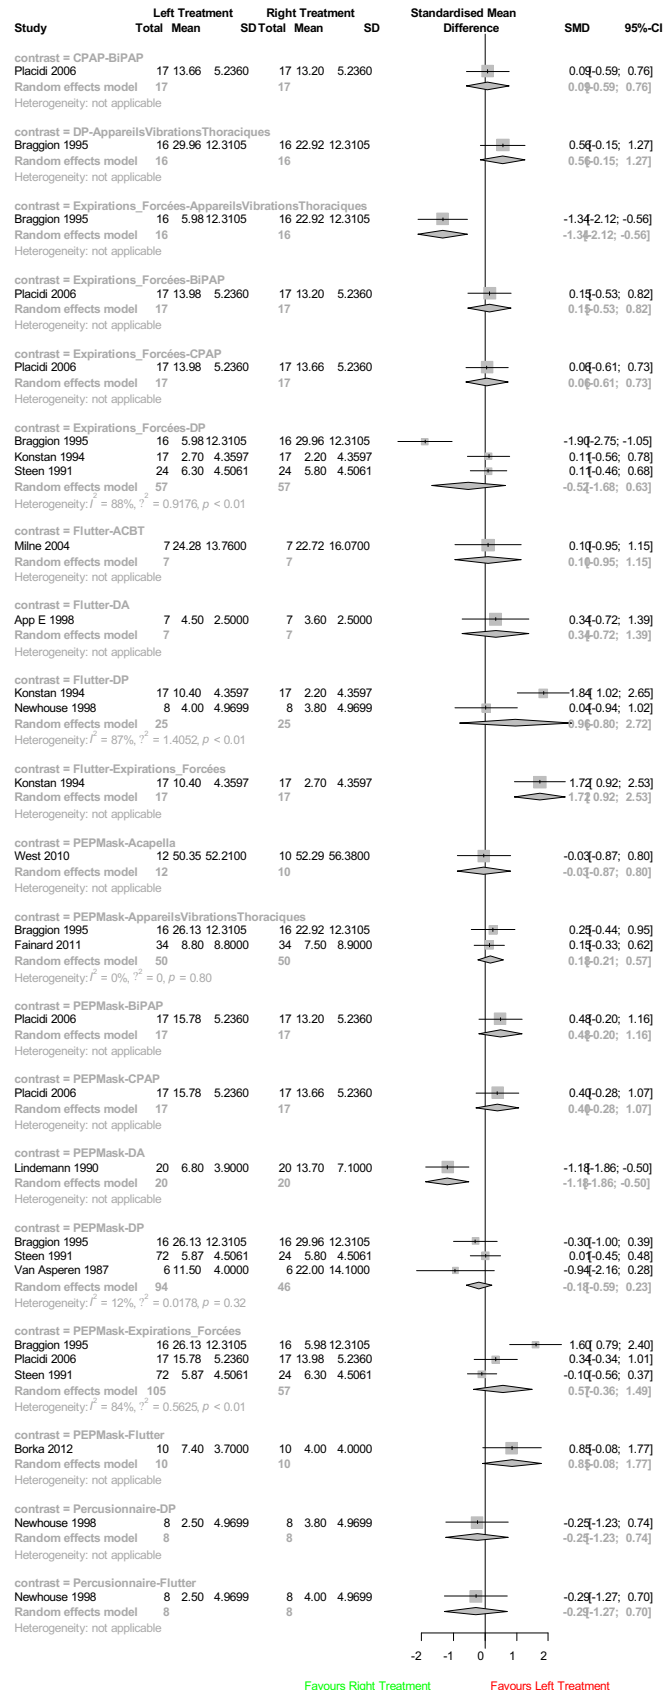 Left Treatment Right Treatment Standardised Mean
Study Total Mean SD Total Mean SD Difference SMD 95%-CI
contrast = CPAP-BiPAP
Placidi 2006 17 13.66 5.2360 17 13.20 5.2360 0.09 [-0.59; 0.76]
Random effects model 17 17 0.09 [-0.59; 0.76]
Heterogeneity: not applicable
contrast = DP-AppareilsVibrationsThoraciques
Braggion 1995 16 29.96 12.3105 16 22.92 12.3105 0.56 [-0.15; 1.27]
Random effects model 16 16 0.56 [-0.15; 1.27]
Heterogeneity: not applicable
contrast = Expirations_Forcées-AppareilsVibrationsThoraciques
Braggion 1995 16 5.98 12.3105 16 22.92 12.3105 -1.34 [-2.12; -0.56]
Random effects model 16 16 -1.34 [-2.12; -0.56]
Heterogeneity: not applicable
contrast = Expirations_Forcées-BiPAP
Placidi 2006 17 13.98 5.2360 17 13.20 5.2360 0.15 [-0.53; 0.82]
Random effects model 17 17 0.15 [-0.53; 0.82]
Heterogeneity: not applicable
contrast = Expirations_Forcées-CPAP
Placidi 2006 17 13.98 5.2360 17 13.66 5.2360 0.06 [-0.61; 0.73]
Random effects model 17 17 0.06 [-0.61; 0.73]
Heterogeneity: not applicable
contrast = Expirations_Forcées-DP
Braggion 1995 16 5.98 12.3105 16 29.96 12.3105 -1.90 [-2.75; -1.05]
Konstan 1994 17 2.70 4.3597 17 2.20 4.3597 0.11 [-0.56; 0.78]
Steen 1991 24 6.30 4.5061 24 5.80 4.5061 0.11 [-0.46; 0.68]
Random effects model 57 57 -0.52 [-1.68; 0.63]
Heterogeneity: I² = 88%, ?² = 0.9176, p < 0.01
contrast = Flutter-ACBT
Milne 2004 7 24.28 13.7600 7 22.72 16.0700 0.10 [-0.95; 1.15]
Random effects model 7 7 0.10 [-0.95; 1.15]
Heterogeneity: not applicable
contrast = Flutter-DA
App E 1998 7 4.50 2.5000 7 3.60 2.5000 0.34 [-0.72; 1.39]
Random effects model 7 7 0.34 [-0.72; 1.39]
Heterogeneity: not applicable
contrast = Flutter-DP
Konstan 1994 17 10.40 4.3597 17 2.20 4.3597 1.84 [1.02; 2.65]
Newhouse 1998 8 4.00 4.9699 8 3.80 4.9699 0.04 [-0.94; 1.02]
Random effects model 25 25 0.96 [-0.80; 2.72]
Heterogeneity: I² = 87%, ?² = 1.4052, p < 0.01
contrast = Flutter-Expirations_Forcées
Konstan 1994 17 10.40 4.3597 17 2.70 4.3597 1.72 [0.92; 2.53]
Random effects model 17 17 1.72 [0.92; 2.53]
Heterogeneity: not applicable
contrast = PEPMask-Acapella
West 2010 12 50.35 52.2100 10 52.29 56.3800 -0.03 [-0.87; 0.80]
Random effects model 12 10 -0.03 [-0.87; 0.80]
Heterogeneity: not applicable
contrast = PEPMask-AppareilsVibrationsThoraciques
Braggion 1995 16 26.13 12.3105 16 22.92 12.3105 0.25 [-0.44; 0.95]
Fainard 2011 34 8.80 8.8000 34 7.50 8.9000 0.15 [-0.33; 0.62]
Random effects model 50 50 0.18 [-0.21; 0.57]
Heterogeneity: I² = 0%, ?² = 0, p = 0.80
contrast = PEPMask-BiPAP
Placidi 2006 17 15.78 5.2360 17 13.20 5.2360 0.48 [-0.20; 1.16]
Random effects model 17 17 0.48 [-0.20; 1.16]
Heterogeneity: not applicable
contrast = PEPMask-CPAP
Placidi 2006 17 15.78 5.2360 17 13.66 5.2360 0.40 [-0.28; 1.07]
Random effects model 17 17 0.40 [-0.28; 1.07]
Heterogeneity: not applicable
contrast = PEPMask-DA
Lindemann 1990 20 6.80 3.9000 20 13.70 7.1000 -1.18 [-1.86; -0.50]
Random effects model 20 20 -1.18 [-1.86; -0.50]
Heterogeneity: not applicable
contrast = PEPMask-DP
Braggion 1995 16 26.13 12.3105 16 29.96 12.3105 -0.30 [-1.00; 0.39]
Steen 1991 72 5.87 4.5061 24 5.80 4.5061 0.01 [-0.45; 0.48]
Van Asperen 1987 6 11.50 4.0000 6 22.00 14.1000 -0.94 [-2.16; 0.28]
Random effects model 94 46 -0.18 [-0.59; 0.23]
Heterogeneity: I² = 12%, ?² = 0.0178, p = 0.32
contrast = PEPMask-Expirations_Forcées
Braggion 1995 16 26.13 12.3105 16 5.98 12.3105 1.60 [0.79; 2.40]
Placidi 2006 17 15.78 5.2360 17 13.98 5.2360 0.34 [-0.34; 1.01]
Steen 1991 72 5.87 4.5061 24 6.30 4.5061 -0.10 [-0.56; 0.37]
Random effects model 105 57 0.57 [-0.36; 1.49]
Heterogeneity: I² = 84%, ?² = 0.5625, p < 0.01
contrast = PEPMask-Flutter
Borka 2012 10 7.40 3.7000 10 4.00 4.0000 0.85 [-0.08; 1.77]
Random effects model 10 10 0.85 [-0.08; 1.77]
Heterogeneity: not applicable
contrast = Percusionnaire-DP
Newhouse 1998 8 2.50 4.9699 8 3.80 4.9699 -0.25 [-1.23; 0.74]
Random effects model 8 8 -0.25 [-1.23; 0.74]
Heterogeneity: not applicable
contrast = Percusionnaire-Flutter
Newhouse 1998 8 2.50 4.9699 8 4.00 4.9699 -0.29 [-1.27; 0.70]
Random effects model 8 8 -0.29 [-1.27; 0.70]
Heterogeneity: not applicable
-2 -1 0 1 2
Favours Right Treatment Favours Left Treatment